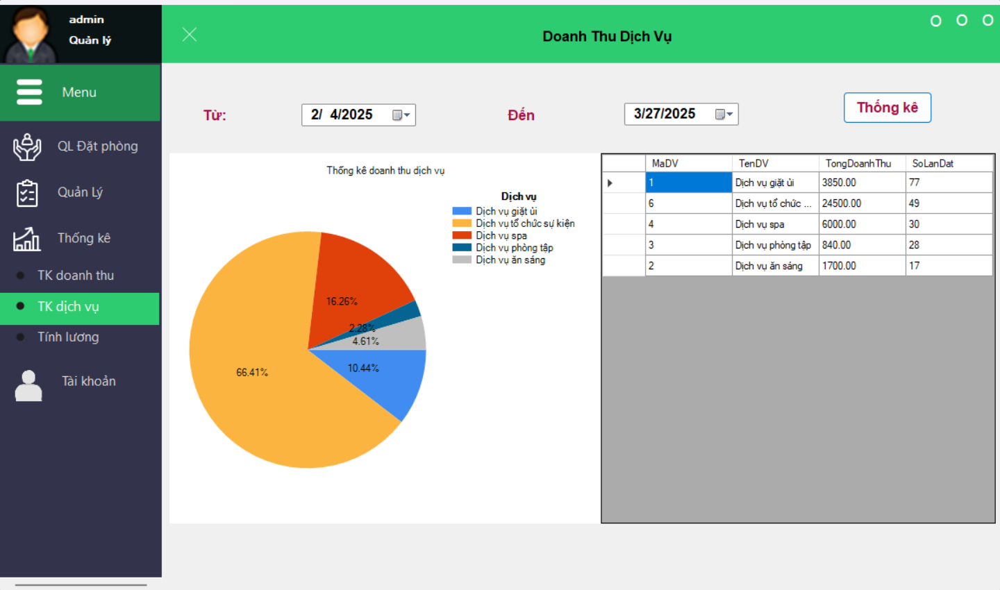 admin
Quản lý
Doanh Thu Dịch Vụ
Menu
QL Đặt phòng
Quản Lý
Thống kê
TK doanh thu
TK dịch vụ
Tính lương
Tài khoản
Từ:
2/ 4/2025
Đến
3/27/2025
Thống kê
Thống kê doanh thu dịch vụ
Dịch vụ
Dịch vụ giặt ủi
Dịch vụ tổ chức sự kiện
Dịch vụ spa
Dịch vụ phòng tập
Dịch vụ ăn sáng
16.26%
2.28%
4.61%
10.44%
66.41%
MaDV TenDV TongDoanhThu SoLanDat
1 Dịch vụ giặt ủi 3850.00 77
6 Dịch vụ tổ chức ... 24500.00 49
4 Dịch vụ spa 6000.00 30
3 Dịch vụ phòng tập 840.00 28
2 Dịch vụ ăn sáng 1700.00 17